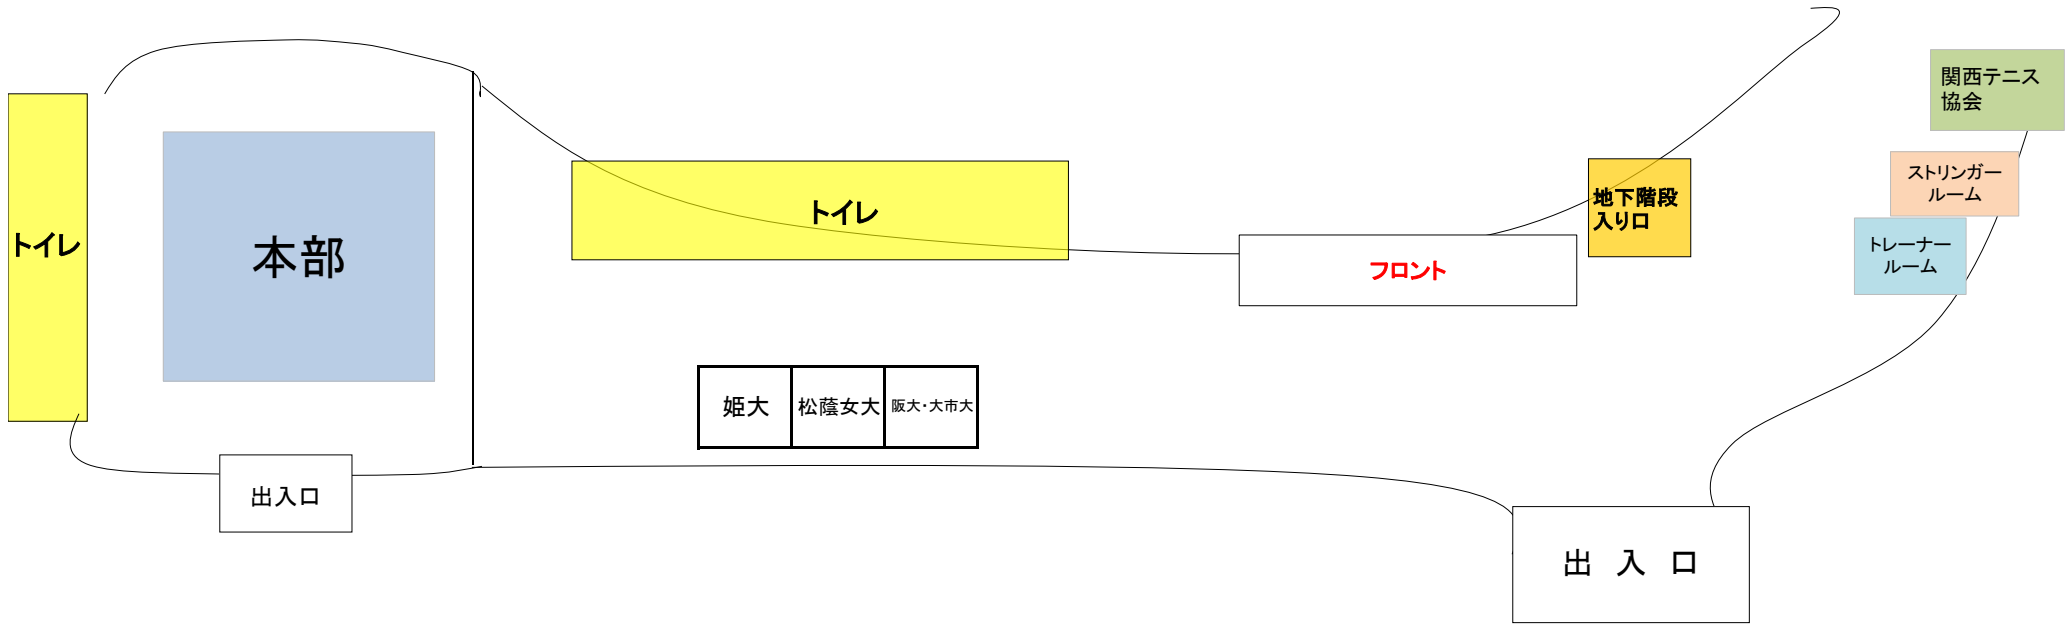 関西テニス
協会
ストリンガー
ルーム
トレーナー
ルーム
地下階段
入り口
トイレ
トイレ
本部
フロント
姫大
松蔭女大
阪大・大市大
出入口
出　入　口